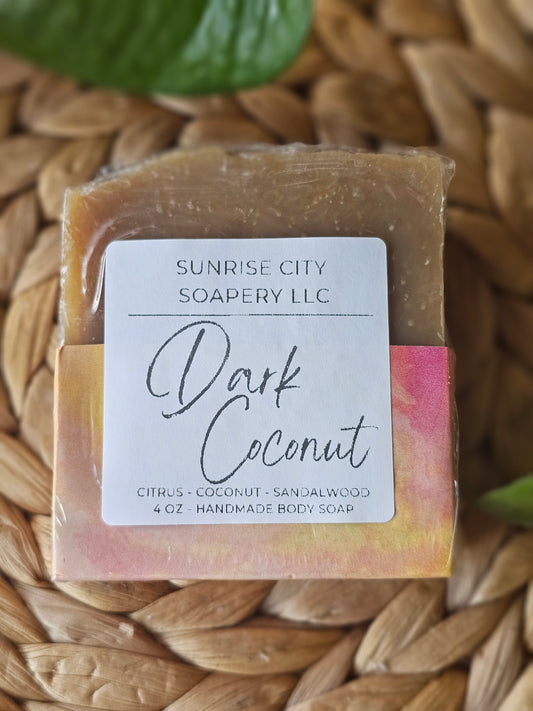 SUNRISE CITY
SOAPERY LLC
Dark
Coconut
CITRUS - COCONUT - SANDALWOOD
4 OZ - HANDMADE BODY SOAP